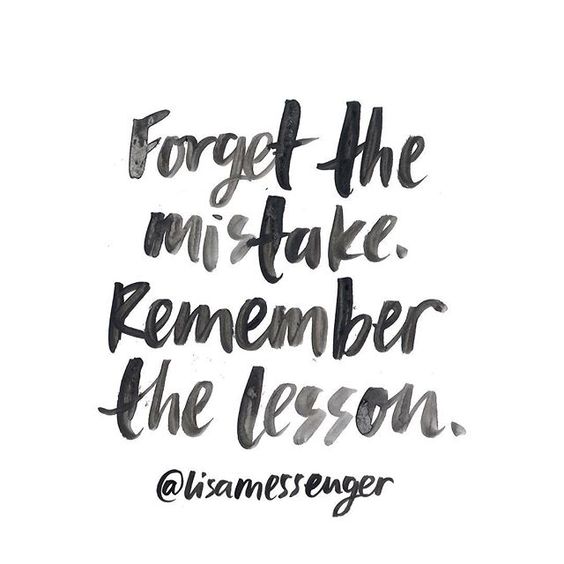 Forget the
mistake.
Remember
the lesson.
@lisamessenger